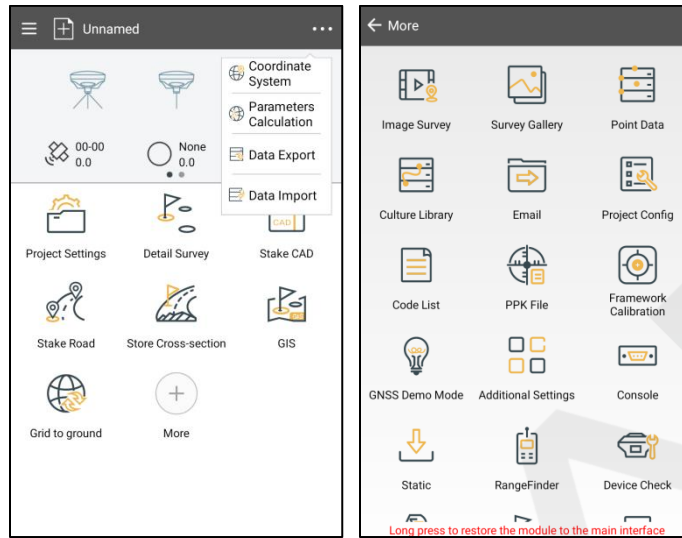 Unnamed
Coordinate
System
Parameters
Calculation
Data Export
Data Import
00-00
0.0
None
0.0
CAD
Project Settings
Detail Survey
Stake CAD
Stake Road
Store Cross-section
GIS
Grid to ground
More
More
Image Survey
Survey Gallery
Point Data
Culture Library
Email
Project Config
Code List
PPK File
Framework
Calibration
GNSS Demo Mode
Additional Settings
Console
Static
RangeFinder
Device Check
Long press to restore the module to the main interface